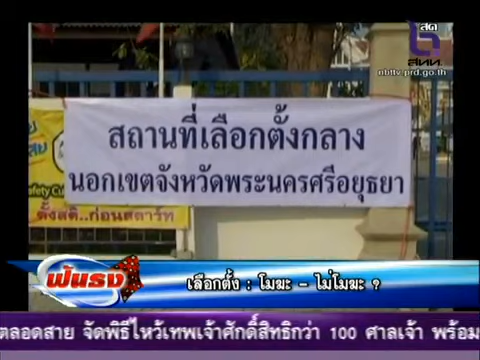 สด
สทท.
nbttv.prd.go.th
สถานที่เลือกตั้งกลาง
นอกเขตจังหวัดพระนครศรีอยุธยา
ตั้งสติ..ก่อนสตาร์ท
ฟันธง
เลือกตั้ง : โมฆะ - ไม่โมฆะ ?
ตลอดสาย จัดพิธีไหว้เทพเจ้าศักดิ์สิทธิกว่า 100 ศาลเจ้า พร้อม